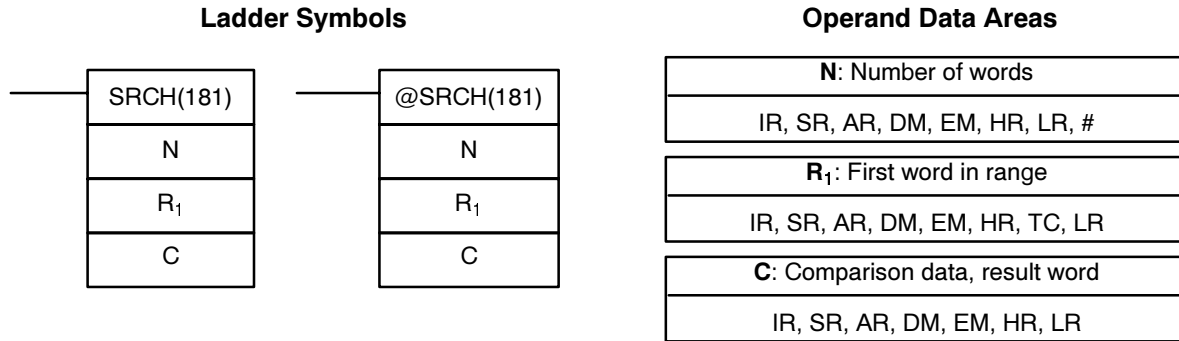 Ladder Symbols
SRCH(181)
N
R₁
C
@SRCH(181)
N
R₁
C
Operand Data Areas
N: Number of words
IR, SR, AR, DM, EM, HR, LR, #
R₁: First word in range
IR, SR, AR, DM, EM, HR, TC, LR
C: Comparison data, result word
IR, SR, AR, DM, EM, HR, LR